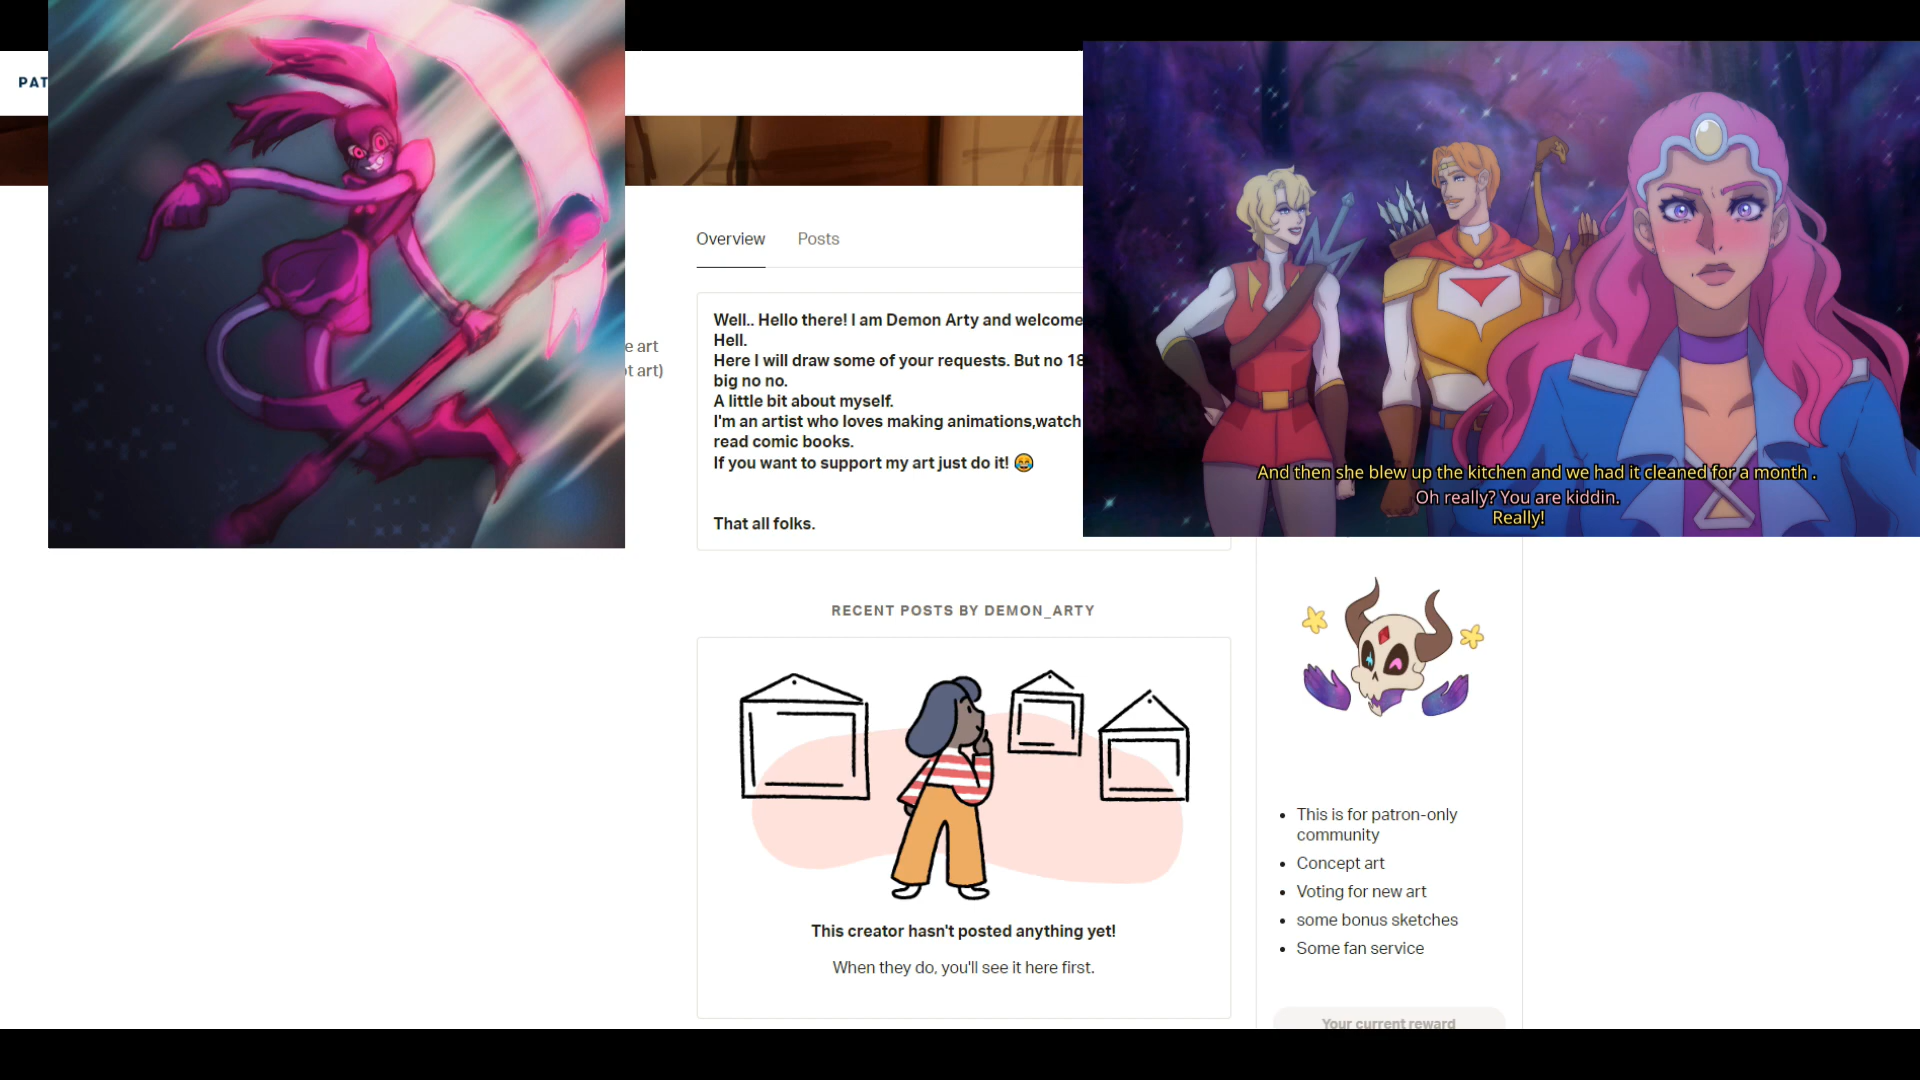 PAT
Overview Posts
e art
ot art)
Well.. Hello there! I am Demon Arty and welcome
Hell.
Here I will draw some of your requests. But no 18
big no no.
A little bit about myself.
I'm an artist who loves making animations,watch
read comic books.
If you want to support my art just do it! 😂
That all folks.
And then she blew up the kitchen and we had it cleaned for a month .
Oh really? You are kiddin.
Really!
RECENT POSTS BY DEMON_ARTY
This creator hasn't posted anything yet!
When they do, you'll see it here first.
• This is for patron-only
community
• Concept art
• Voting for new art
• some bonus sketches
• Some fan service
Your current reward